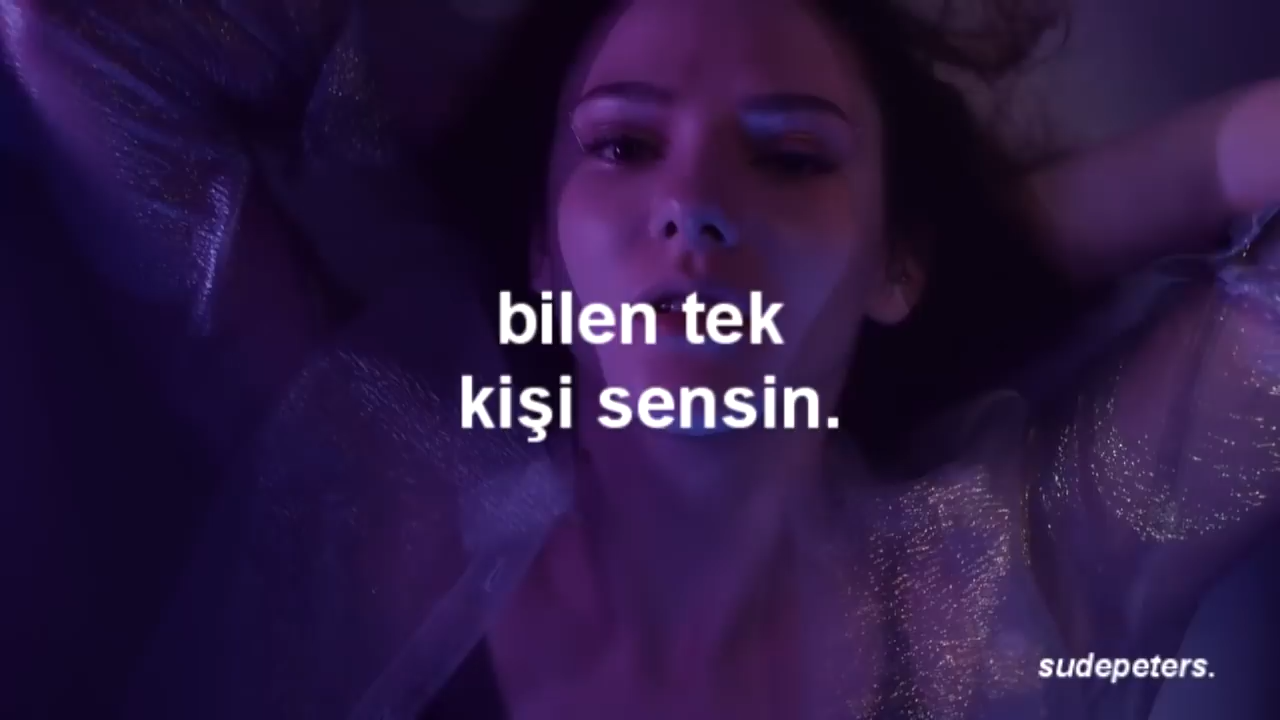 bilen tek
kişi sensin.
sudepeters.